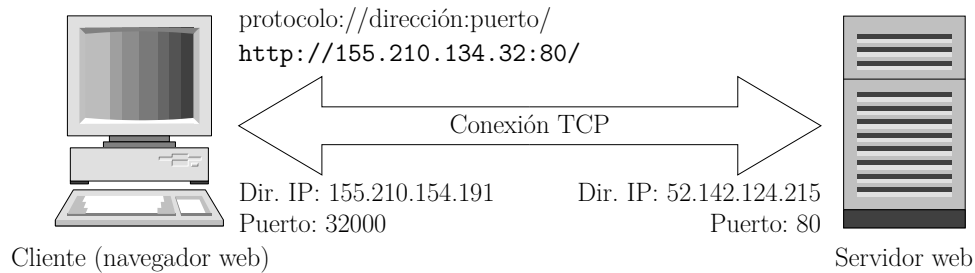 protocolo://dirección:puerto/
http://155.210.134.32:80/
Conexión TCP
Dir. IP: 155.210.154.191
Puerto: 32000
Dir. IP: 52.142.124.215
Puerto: 80
Cliente (navegador web)
Servidor web